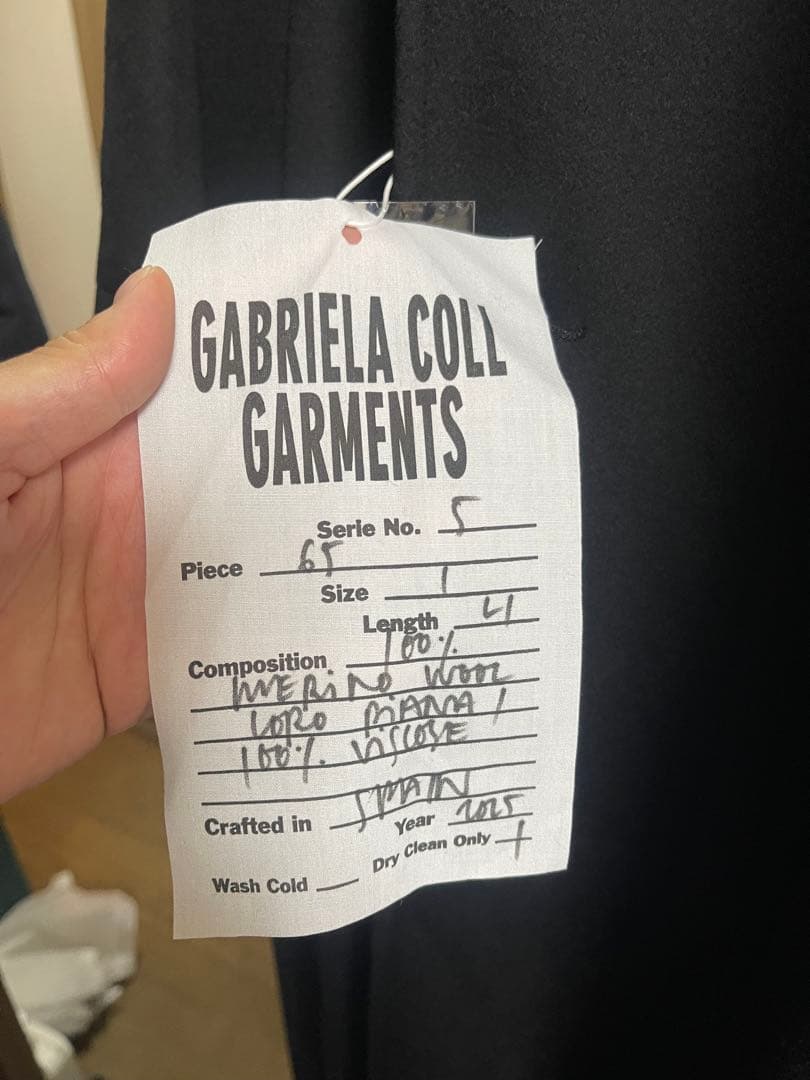 GABRIELA COLL
GARMENTS
Serie No. 5
Piece 65
Size 1
Length 41
Composition 100%
MERINO WOOL
LORO PIANA /
100% VISCOSE
Crafted in SPAIN
Year 2025
Dry Clean Only +
Wash Cold